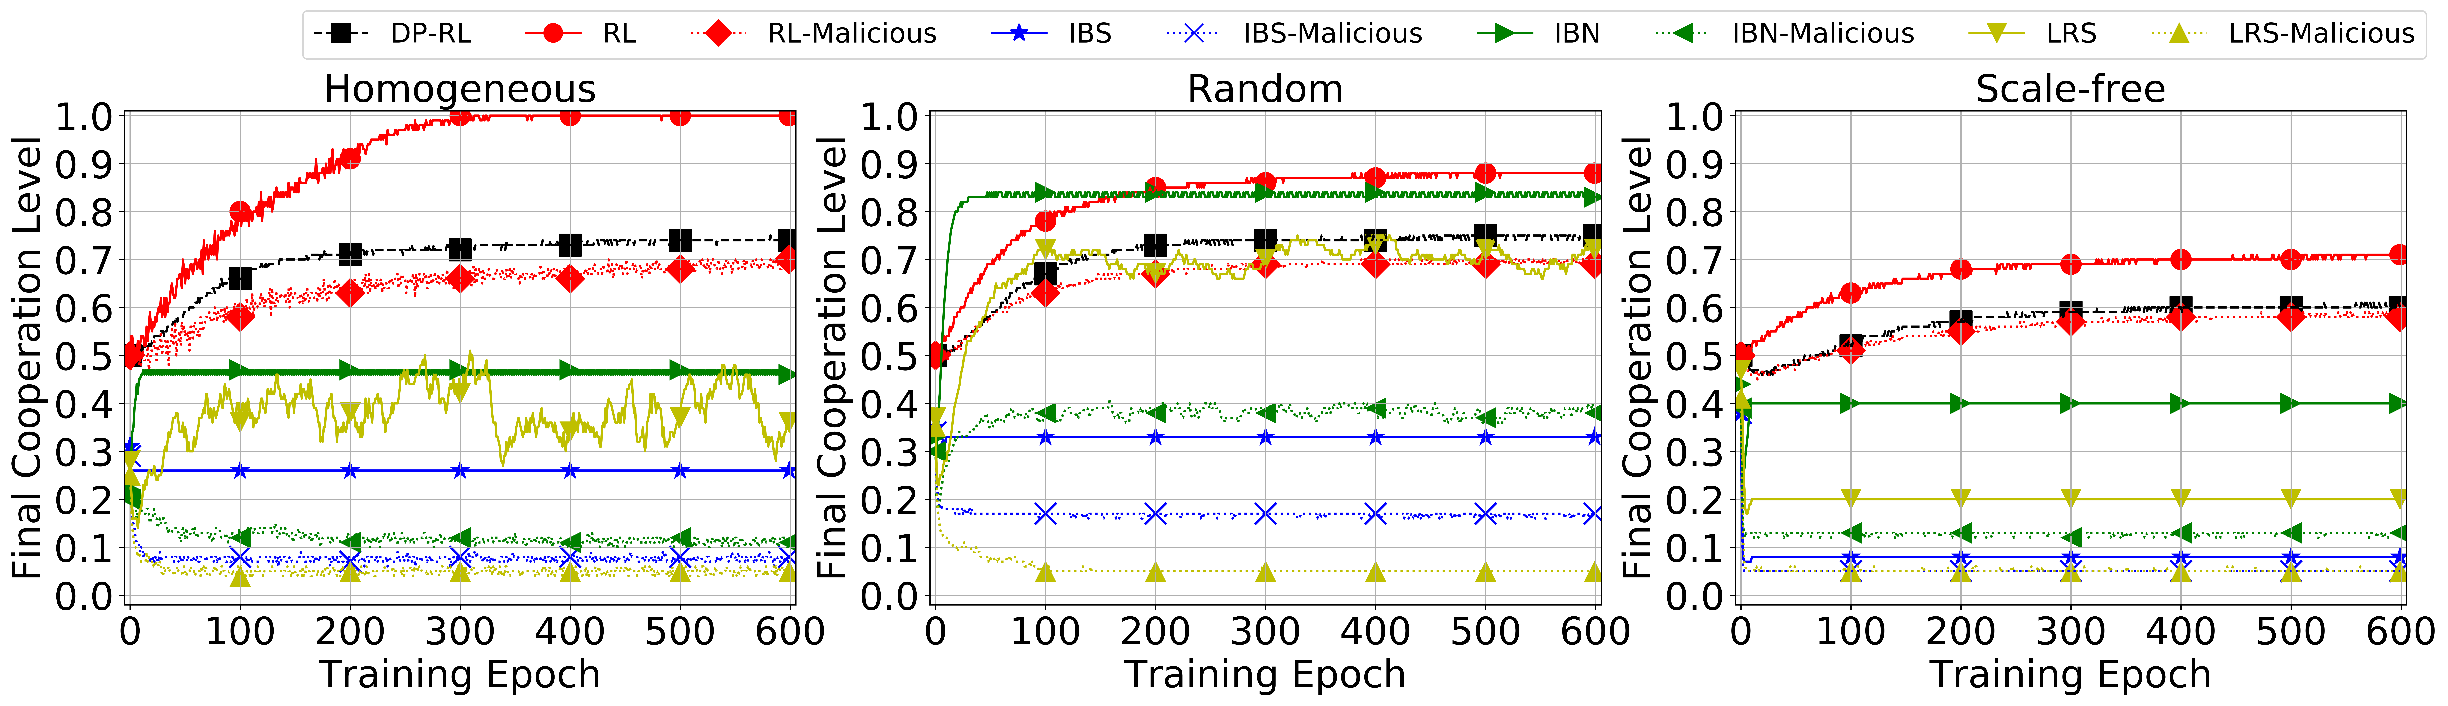 DP-RL RL RL-Malicious IBS IBS-Malicious IBN IBN-Malicious LRS LRS-Malicious
Homogeneous
Final Cooperation Level
1.0
0.9
0.8
0.7
0.6
0.5
0.4
0.3
0.2
0.1
0.0
0 100 200 300 400 500 600
Training Epoch
Random
Final Cooperation Level
1.0
0.9
0.8
0.7
0.6
0.5
0.4
0.3
0.2
0.1
0.0
0 100 200 300 400 500 600
Training Epoch
Scale-free
Final Cooperation Level
1.0
0.9
0.8
0.7
0.6
0.5
0.4
0.3
0.2
0.1
0.0
0 100 200 300 400 500 600
Training Epoch